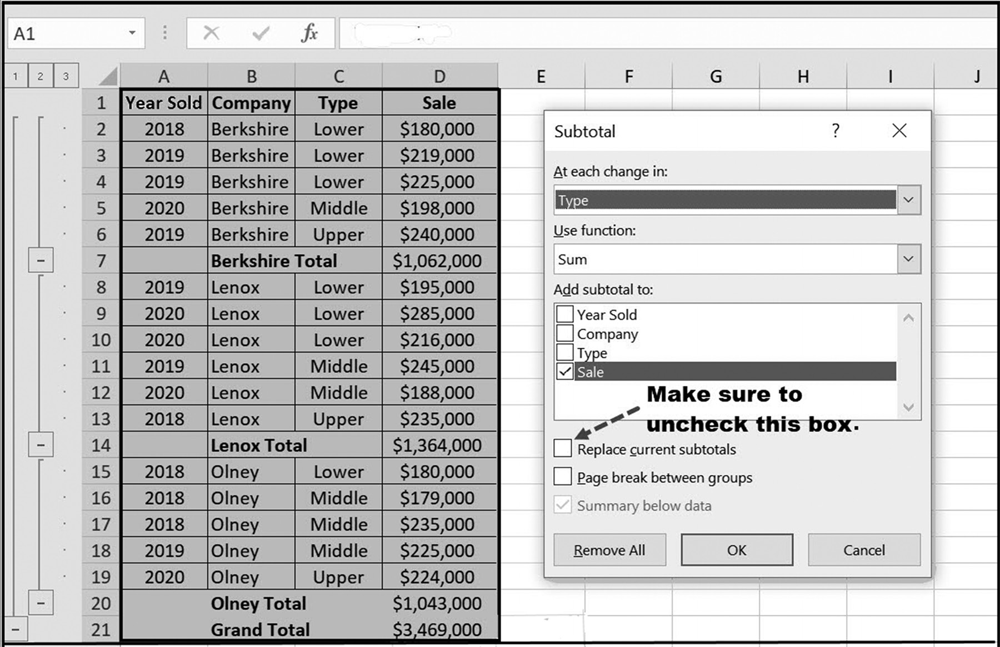 A1 fx
1 2 3 A B C D E F G H I J
1 Year Sold Company Type Sale
2 2018 Berkshire Lower $180,000
3 2019 Berkshire Lower $219,000
4 2019 Berkshire Lower $225,000
5 2020 Berkshire Middle $198,000
6 2019 Berkshire Upper $240,000
7 Berkshire Total $1,062,000
8 2019 Lenox Lower $195,000
9 2020 Lenox Lower $285,000
10 2020 Lenox Lower $216,000
11 2019 Lenox Middle $245,000
12 2020 Lenox Middle $188,000
13 2018 Lenox Upper $235,000
14 Lenox Total $1,364,000
15 2018 Olney Lower $180,000
16 2018 Olney Middle $179,000
17 2018 Olney Middle $235,000
18 2019 Olney Middle $225,000
19 2020 Olney Upper $224,000
20 Olney Total $1,043,000
21 Grand Total $3,469,000
Subtotal ?
At each change in:
Type
Use function:
Sum
Add subtotal to:
Year Sold
Company
Type
Sale
Make sure to
uncheck this box.
Replace current subtotals
Page break between groups
Summary below data
Remove All OK Cancel